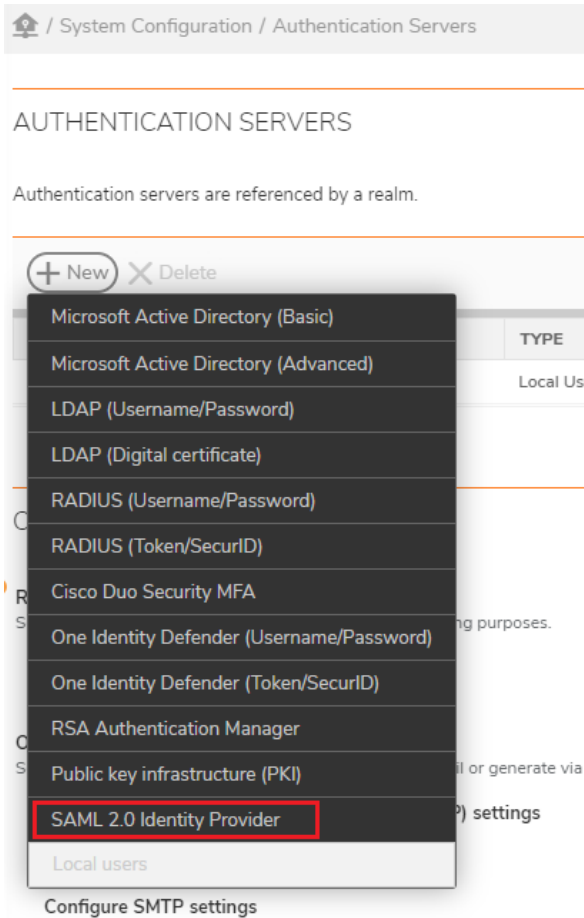 / System Configuration / Authentication Servers
AUTHENTICATION SERVERS
Authentication servers are referenced by a realm.
New Delete
Microsoft Active Directory (Basic)
TYPE
Microsoft Active Directory (Advanced)
Local Us
LDAP (Username/Password)
LDAP (Digital certificate)
RADIUS (Username/Password)
RADIUS (Token/SecurID)
Cisco Duo Security MFA
ng purposes.
One Identity Defender (Username/Password)
One Identity Defender (Token/SecurID)
RSA Authentication Manager
Public key infrastructure (PKI)
il or generate via
SAML 2.0 Identity Provider
P) settings
Local users
Configure SMTP settings